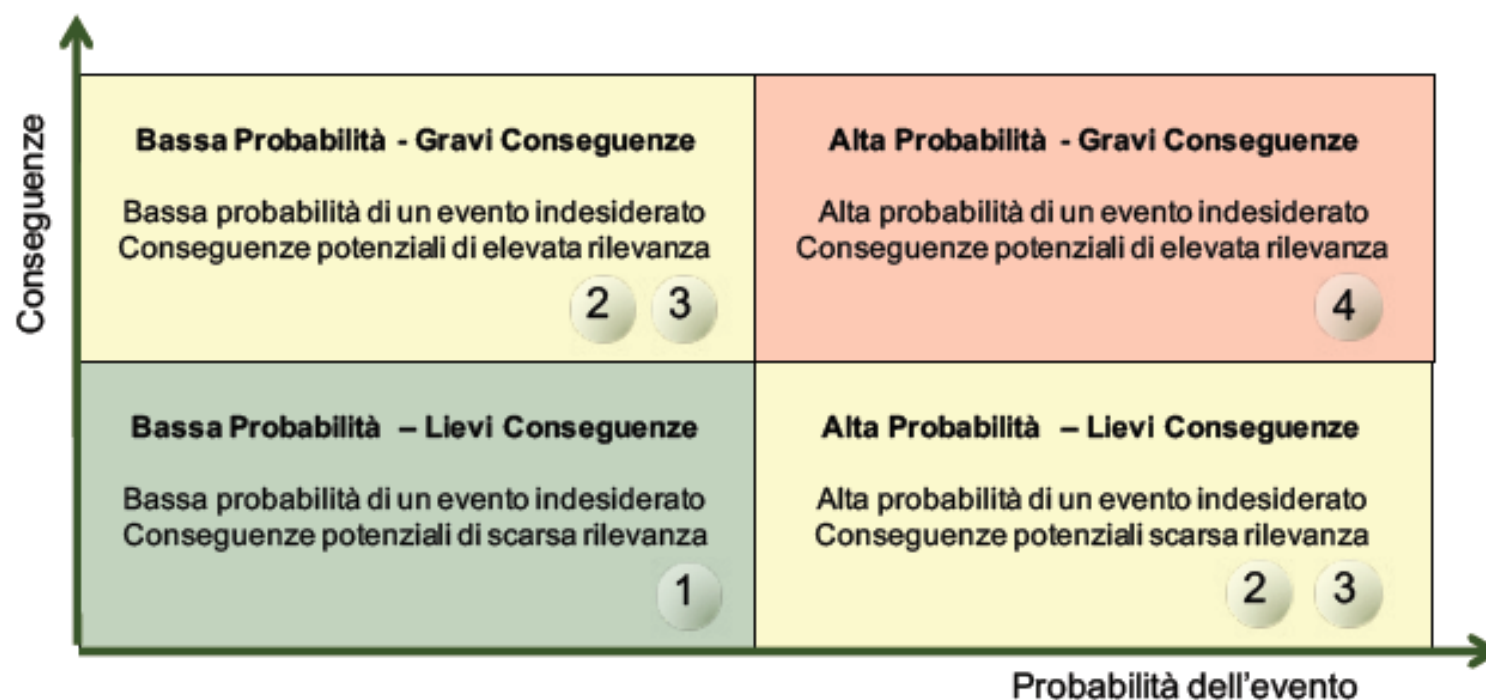 Conseguenze
Bassa Probabilità - Gravi Conseguenze
Bassa probabilità di un evento indesiderato
Conseguenze potenziali di elevata rilevanza
2 3
Alta Probabilità - Gravi Conseguenze
Alta probabilità di un evento indesiderato
Conseguenze potenziali di elevata rilevanza
4
Bassa Probabilità – Lievi Conseguenze
Bassa probabilità di un evento indesiderato
Conseguenze potenziali di scarsa rilevanza
1
Alta Probabilità – Lievi Conseguenze
Alta probabilità di un evento indesiderato
Conseguenze potenziali scarsa rilevanza
2 3
Probabilità dell'evento